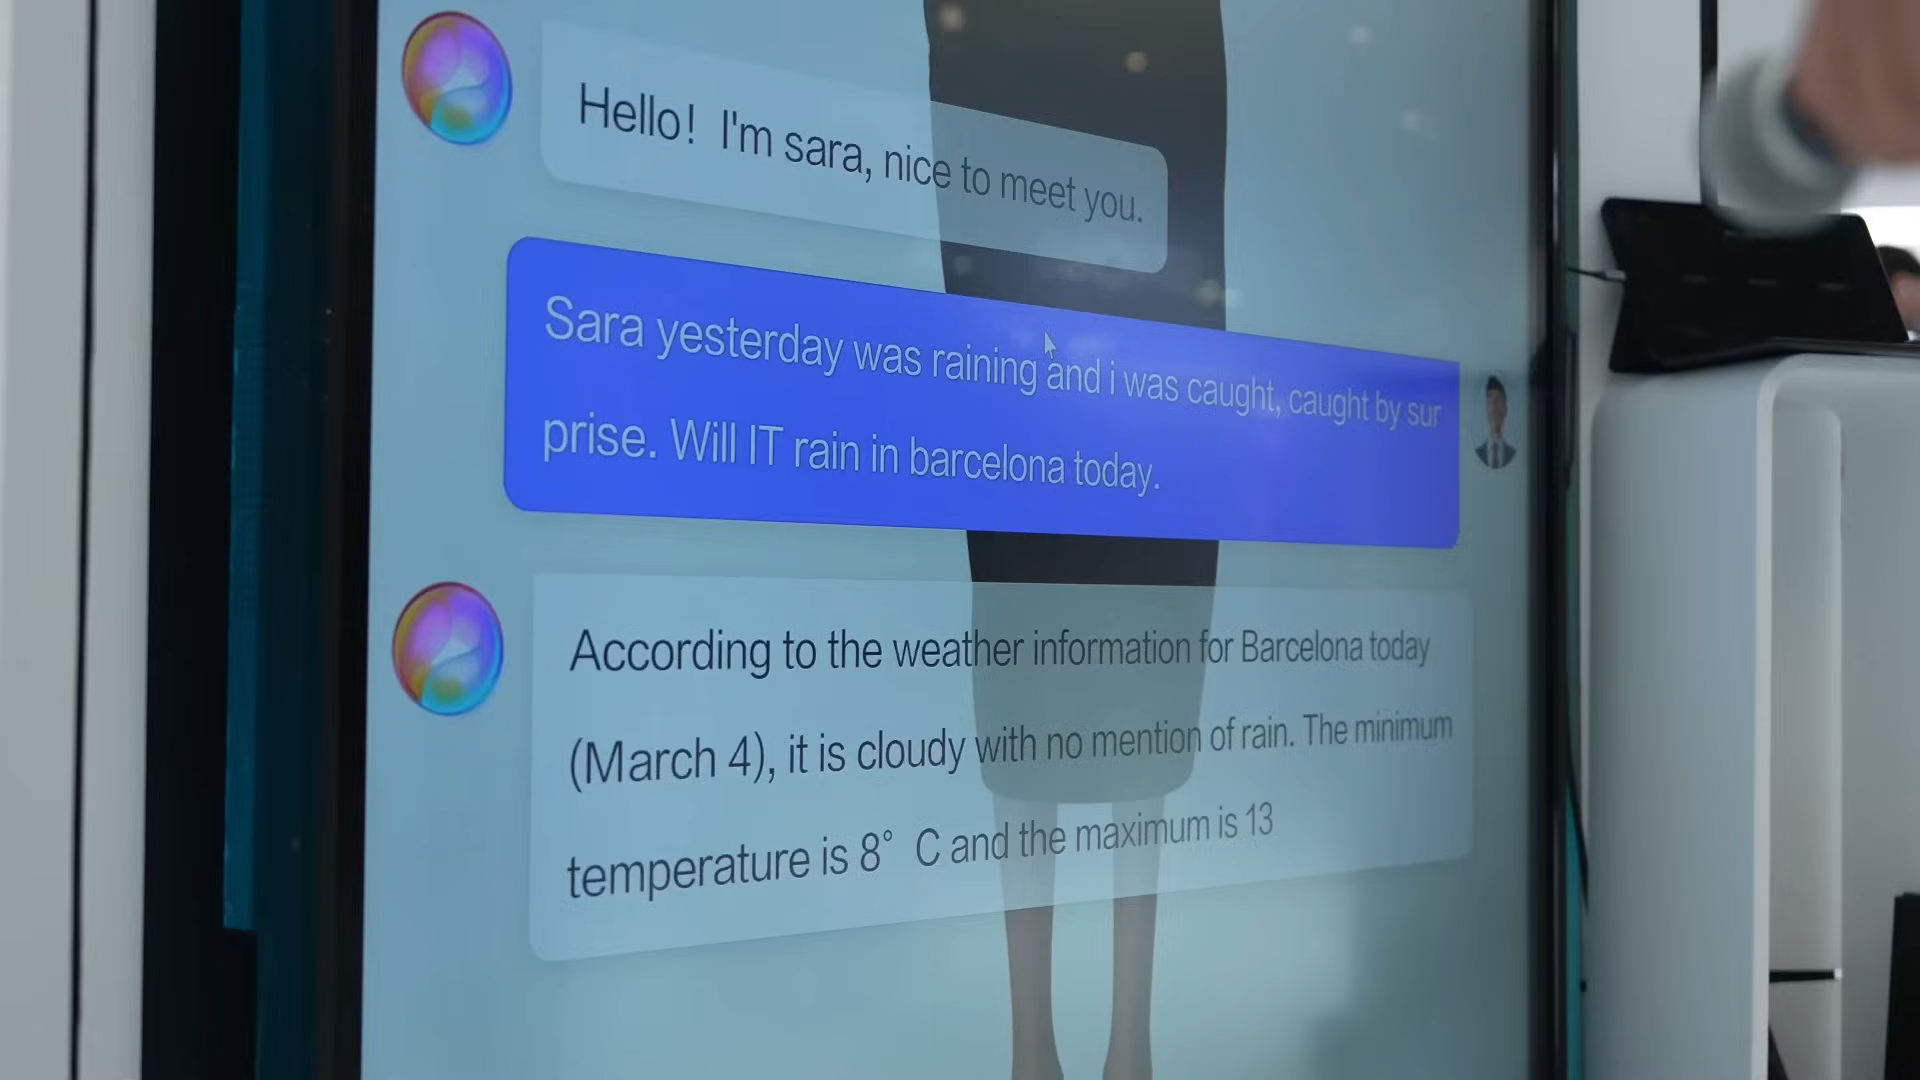 Hello! I'm sara, nice to meet you.
Sara yesterday was raining and i was caught, caught by sur
prise. Will IT rain in barcelona today.
According to the weather information for Barcelona today
(March 4), it is cloudy with no mention of rain. The minimum
temperature is 8° C and the maximum is 13